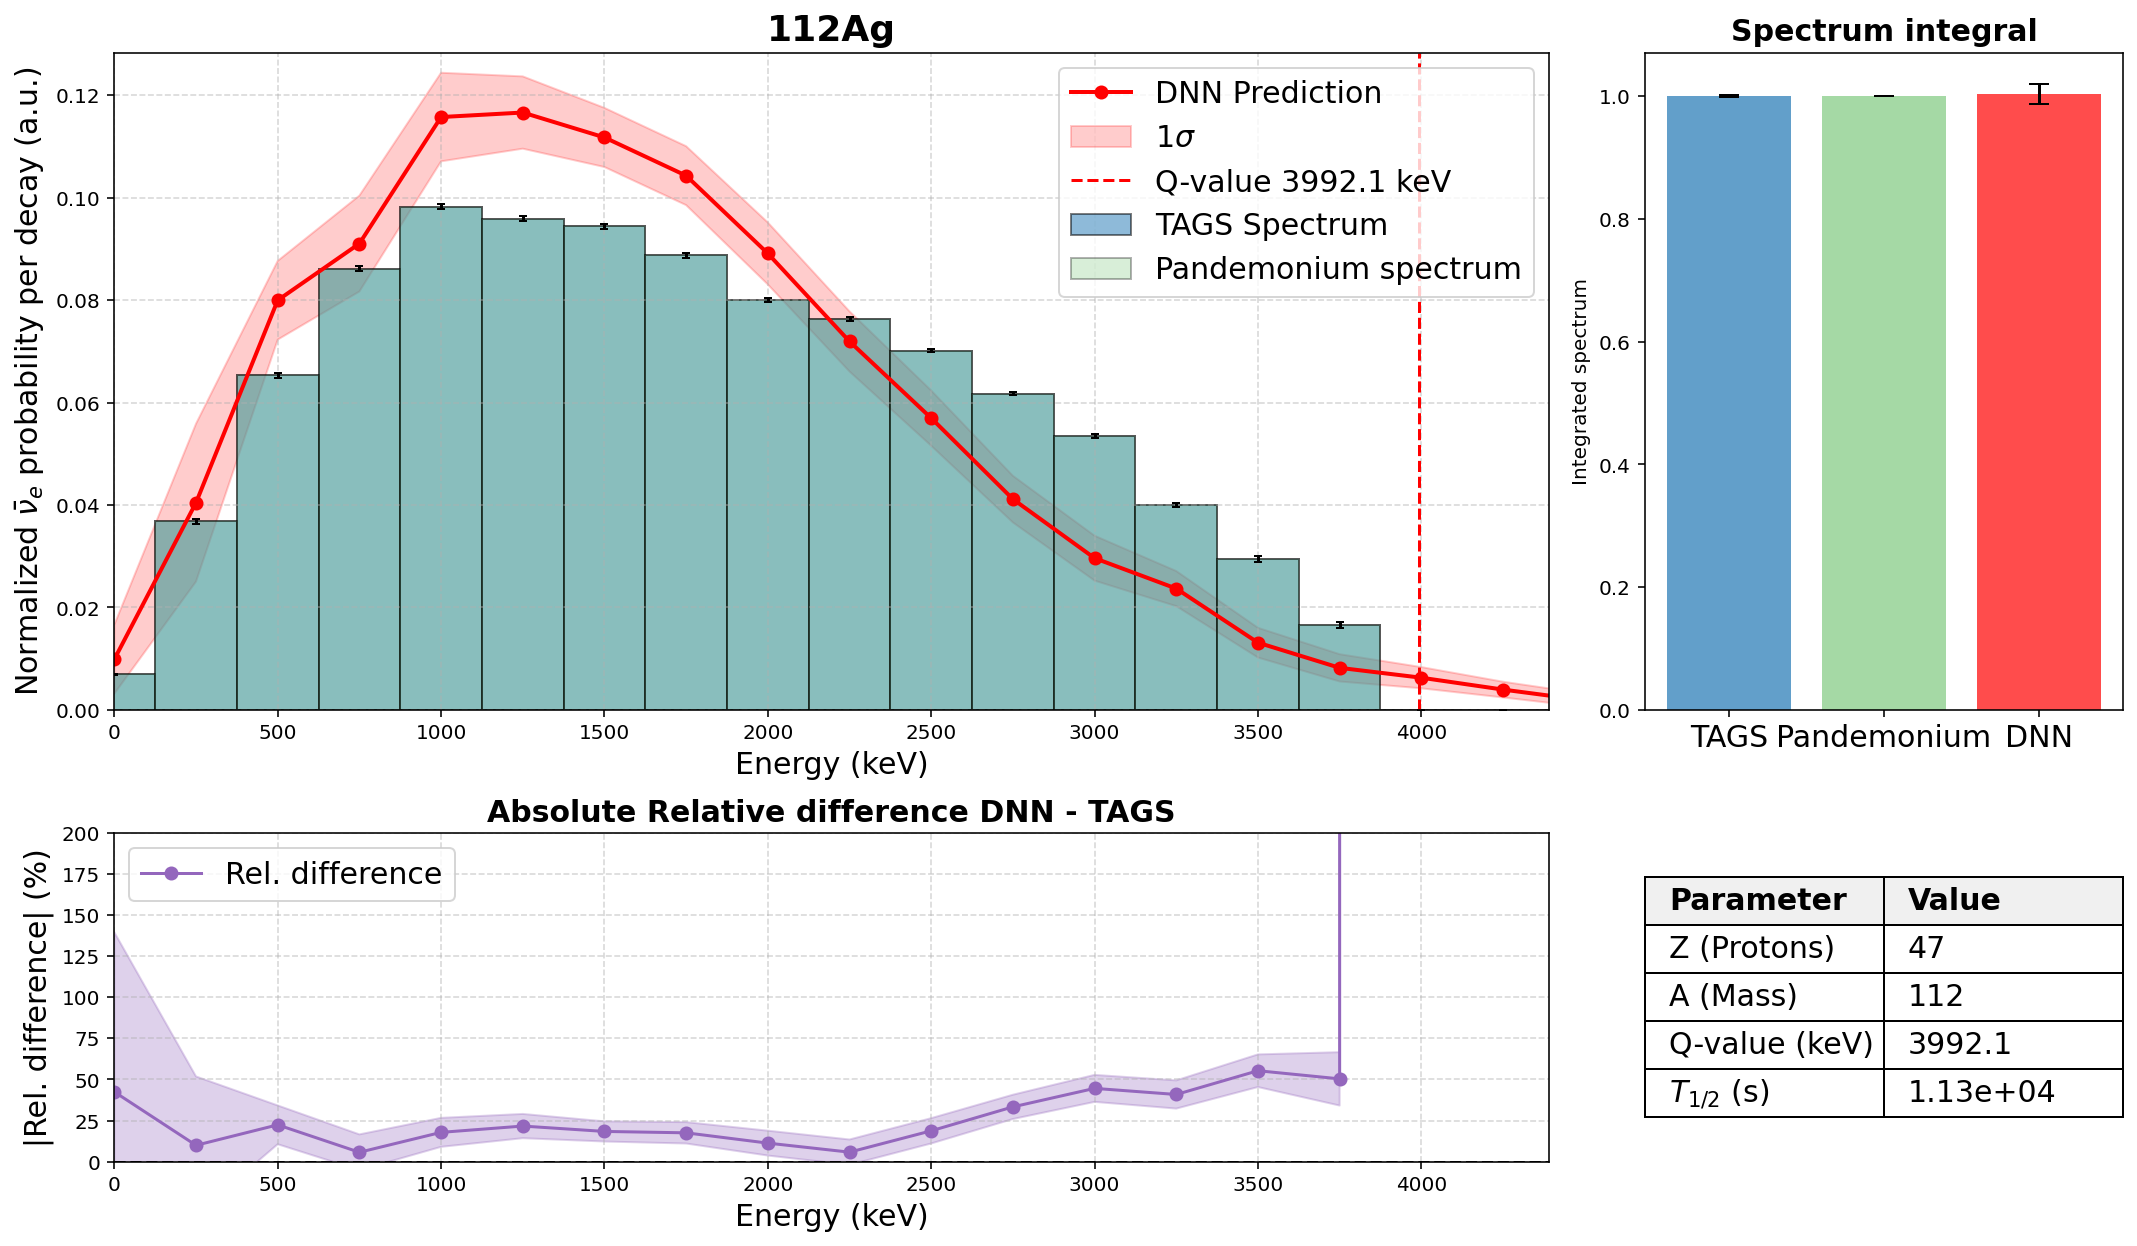 112Ag
Normalized ν̄e probability per decay (a.u.)
0.12
0.10
0.08
0.06
0.04
0.02
0.00
DNN Prediction
1σ
Q-value 3992.1 keV
TAGS Spectrum
Pandemonium spectrum
0 500 1000 1500 2000 2500 3000 3500 4000
Energy (keV)
Spectrum integral
Integrated spectrum
1.0
0.8
0.6
0.4
0.2
0.0
TAGS Pandemonium DNN
Absolute Relative difference DNN - TAGS
|Rel. difference| (%)
200
175
150
125
100
75
50
25
0
Rel. difference
0 500 1000 1500 2000 2500 3000 3500 4000
Energy (keV)
Parameter Value
Z (Protons) 47
A (Mass) 112
Q-value (keV) 3992.1
T1/2 (s) 1.13e+04